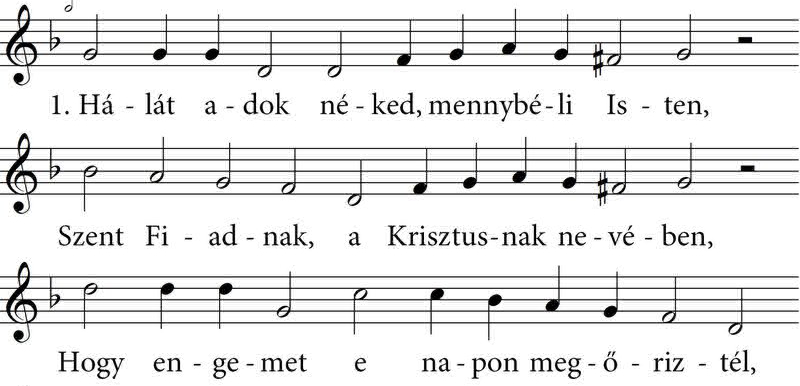 1. Há - lát a - dok né - ked, mennybé - li Is - ten,
Szent Fi - ad - nak, a Krisztus - nak ne - vé - ben,
Hogy en - ge - met e na - pon meg - ő - riz - tél,